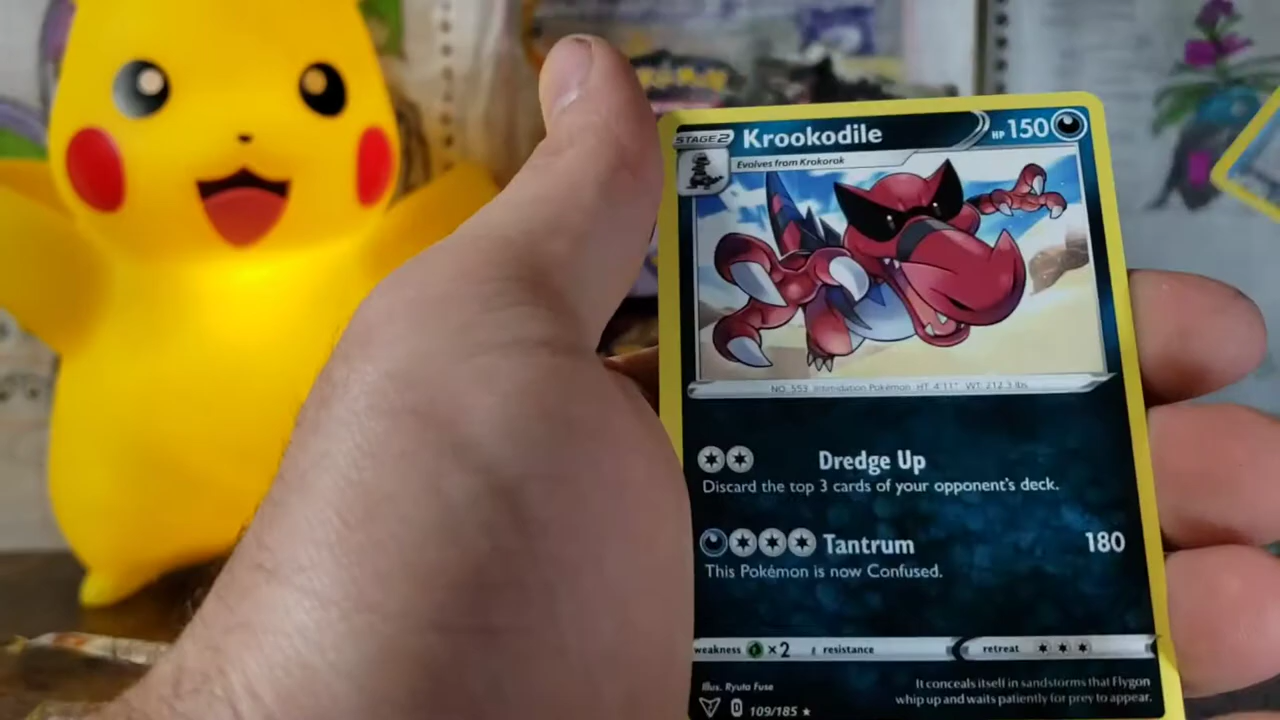 POKéMON
STAGE 2 Krookodile HP 150
Evolves from Krokorok
NO. 553 Intimidation Pokémon HT: 4'11" WT: 212.3 lbs.
Dredge Up
Discard the top 3 cards of your opponent's deck.
Tantrum 180
This Pokémon is now Confused.
weakness ×2 resistance retreat
Illus. Ryuta Fuse
It conceals itself in sandstorms that Flygon
whip up and waits patiently for prey to appear.
D 109/185 ★